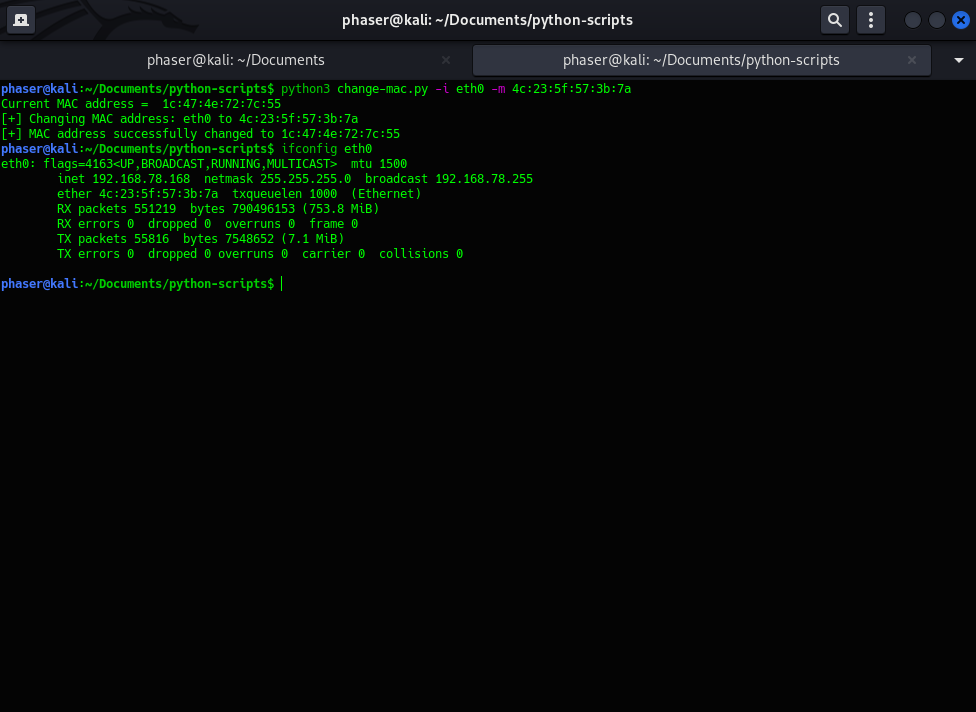 phaser@kali: ~/Documents/python-scripts
phaser@kali: ~/Documents
phaser@kali: ~/Documents/python-scripts
phaser@kali:~/Documents/python-scripts$ python3 change-mac.py -i eth0 -m 4c:23:5f:57:3b:7a
Current MAC address =  1c:47:4e:72:7c:55
[+] Changing MAC address: eth0 to 4c:23:5f:57:3b:7a
[+] MAC address successfully changed to 1c:47:4e:72:7c:55
phaser@kali:~/Documents/python-scripts$ ifconfig eth0
eth0: flags=4163<UP,BROADCAST,RUNNING,MULTICAST>  mtu 1500
        inet 192.168.78.168  netmask 255.255.255.0  broadcast 192.168.78.255
        ether 4c:23:5f:57:3b:7a  txqueuelen 1000  (Ethernet)
        RX packets 551219  bytes 790496153 (753.8 MiB)
        RX errors 0  dropped 0  overruns 0  frame 0
        TX packets 55816  bytes 7548652 (7.1 MiB)
        TX errors 0  dropped 0 overruns 0  carrier 0  collisions 0
phaser@kali:~/Documents/python-scripts$